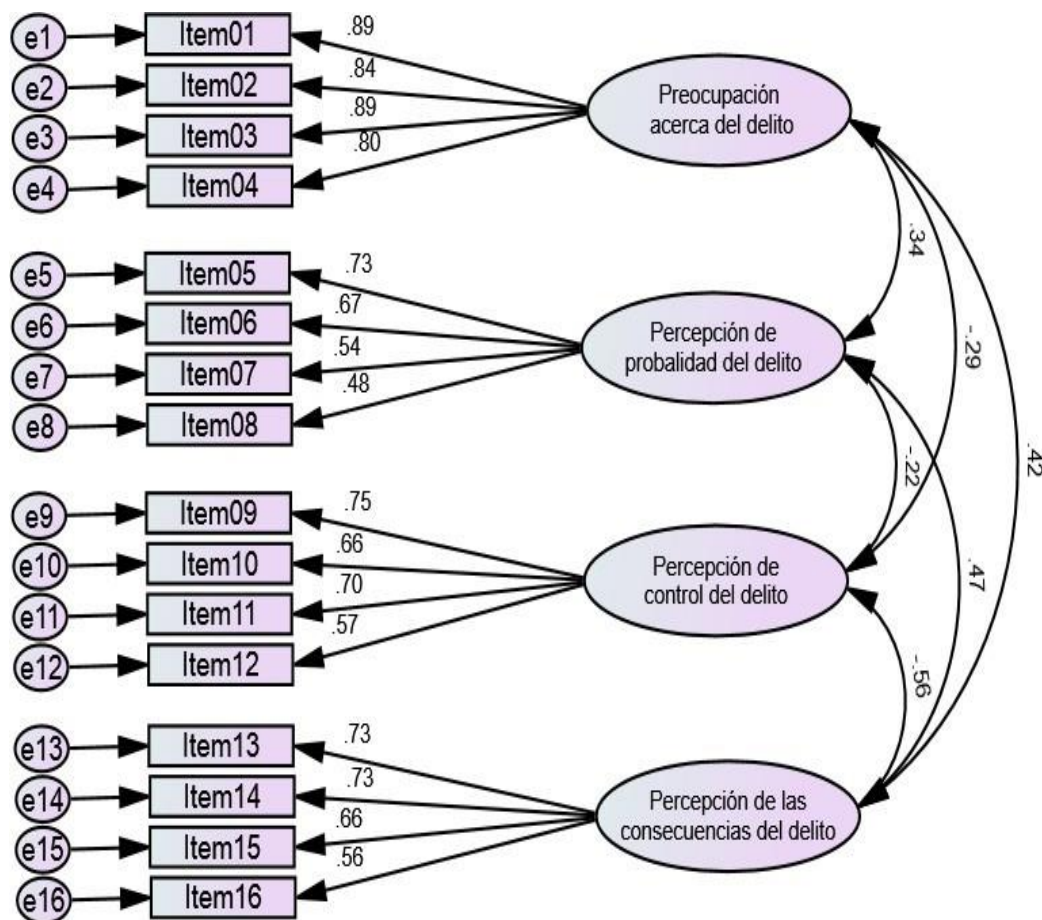 e1 Item01 .89
e2 Item02 .84
e3 Item03 .89
e4 Item04 .80
Preocupación
acerca del delito
e5 Item05 .73
e6 Item06 .67
e7 Item07 .54
e8 Item08 .48
Percepción de
probalidad del delito
e9 Item09 .75
e10 Item10 .66
e11 Item11 .70
e12 Item12 .57
Percepción de
control del delito
e13 Item13 .73
e14 Item14 .73
e15 Item15 .66
e16 Item16 .56
Percepción de las
consecuencias del delito
.34
-.29
.42
-.22
.47
-.56